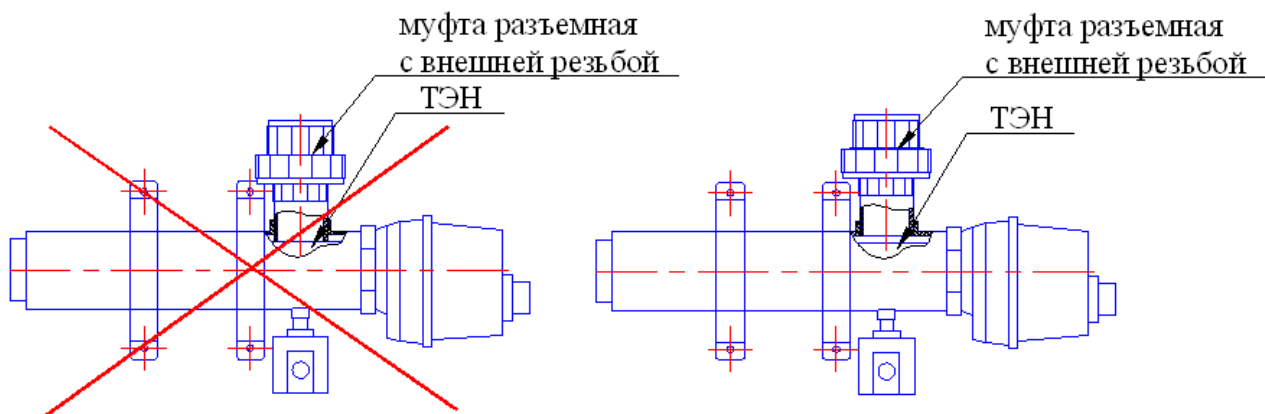 муфта разъемная
с внешней резьбой
ТЭН
муфта разъемная
с внешней резьбой
ТЭН